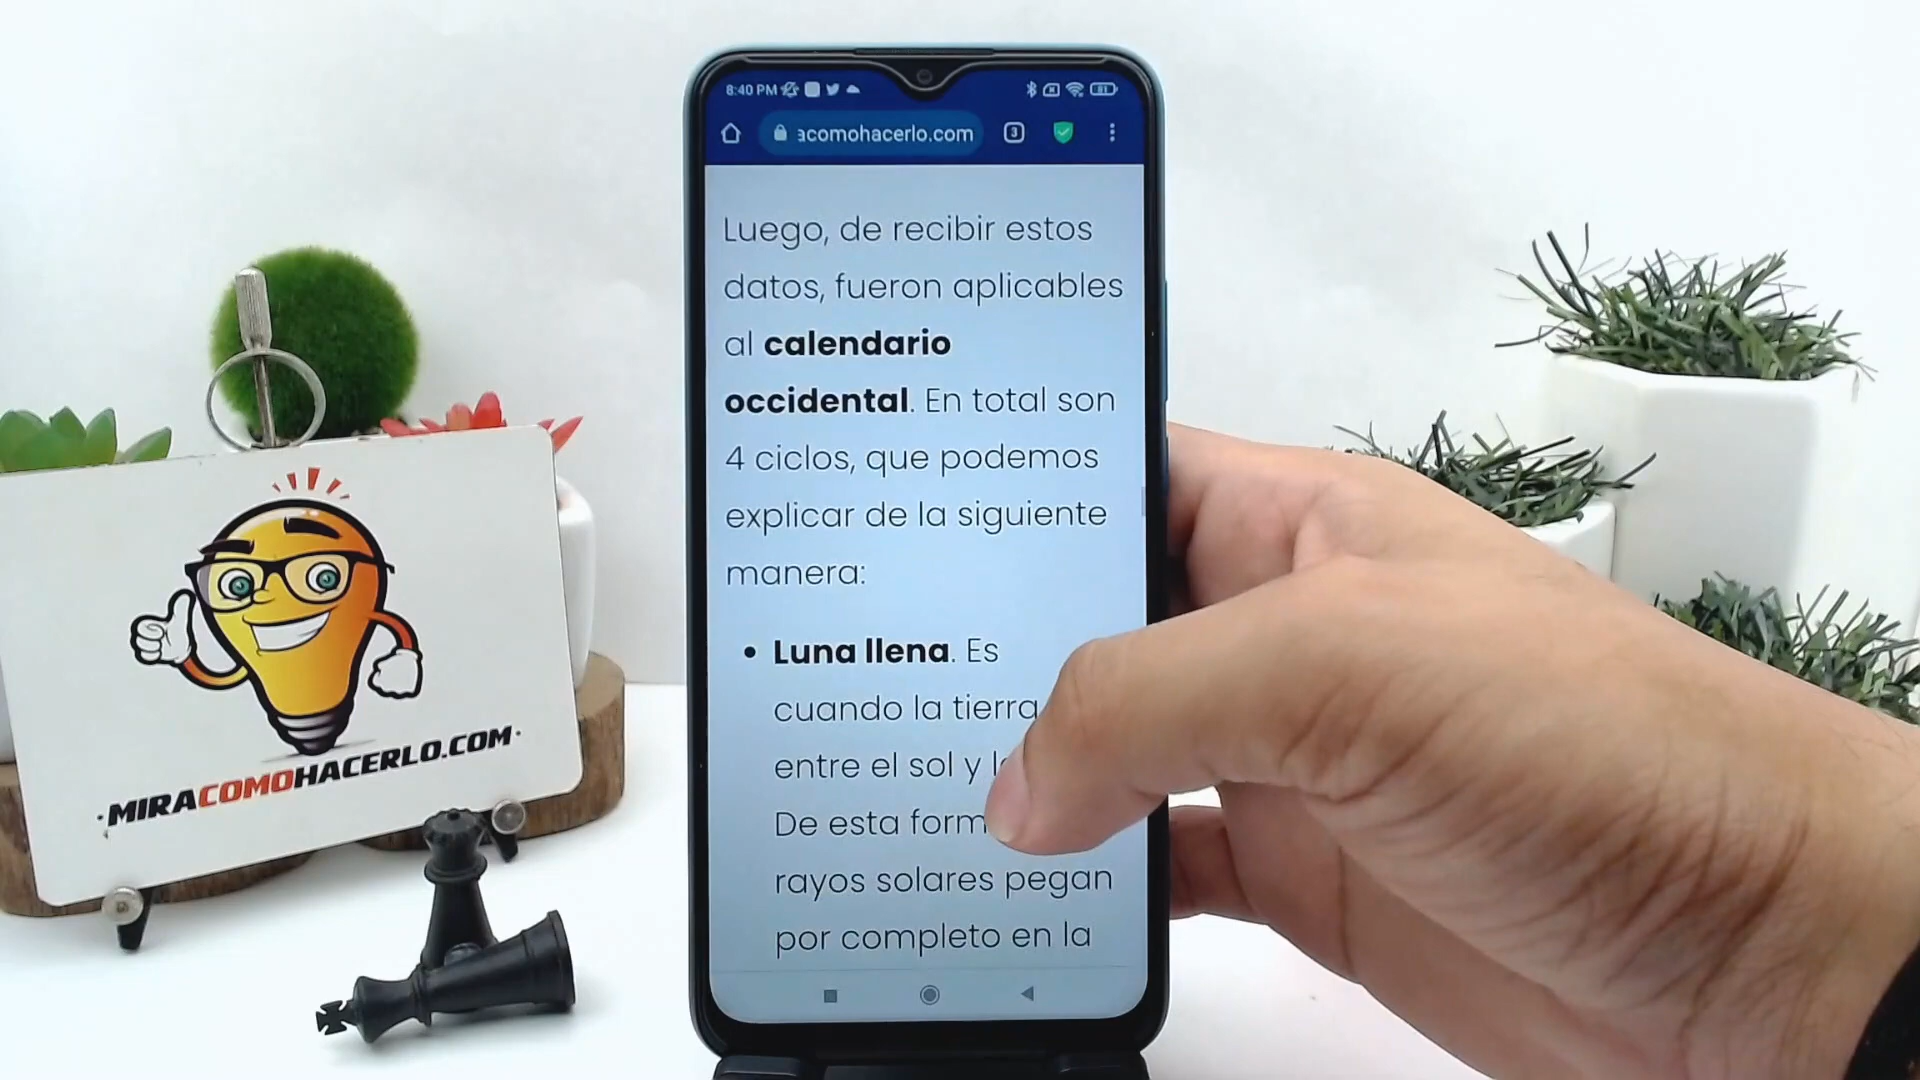 8:40 PM
81
acomohacerlo.com
3
Luego, de recibir estos
datos, fueron aplicables
al calendario
occidental. En total son
4 ciclos, que podemos
explicar de la siguiente
manera:
• Luna llena. Es
cuando la tierra
entre el sol y
De esta form
rayos solares pegan
por completo en la
·MIRACOMOHACERLO.COM·